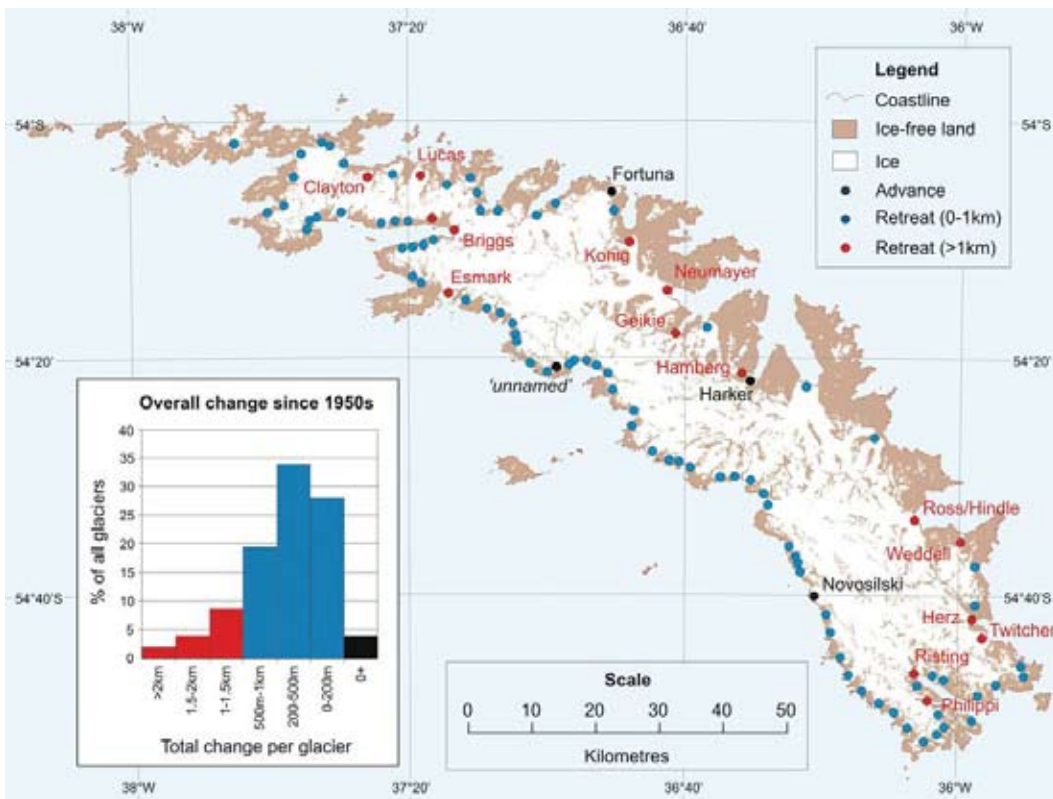 38°W
37°20'
36°40'
36°W
54°S
54°S
Legend
Coastline
Ice-free land
Ice
Advance
Retreat (0-1km)
Retreat (>1km)
Lucas
Clayton
Fortuna
Briggs
Konig
Neumayer
Esmark
Geikie
54°20'
54°20'
Hamberg
Harker
'unnamed'
Overall change since 1950s
40
35
30
25
20
15
10
5
0
% of all glaciers
>2km
1.5-2km
1-1.5km
500m-1km
200-500m
0-200m
0+
Total change per glacier
Ross/Hindle
Weddell
Novosilski
54°40'S
54°40'S
Herz
Twitcher
Risting
Philippi
Scale
0 10 20 30 40 50
Kilometres
38°W
37°20'
36°40'
36°W